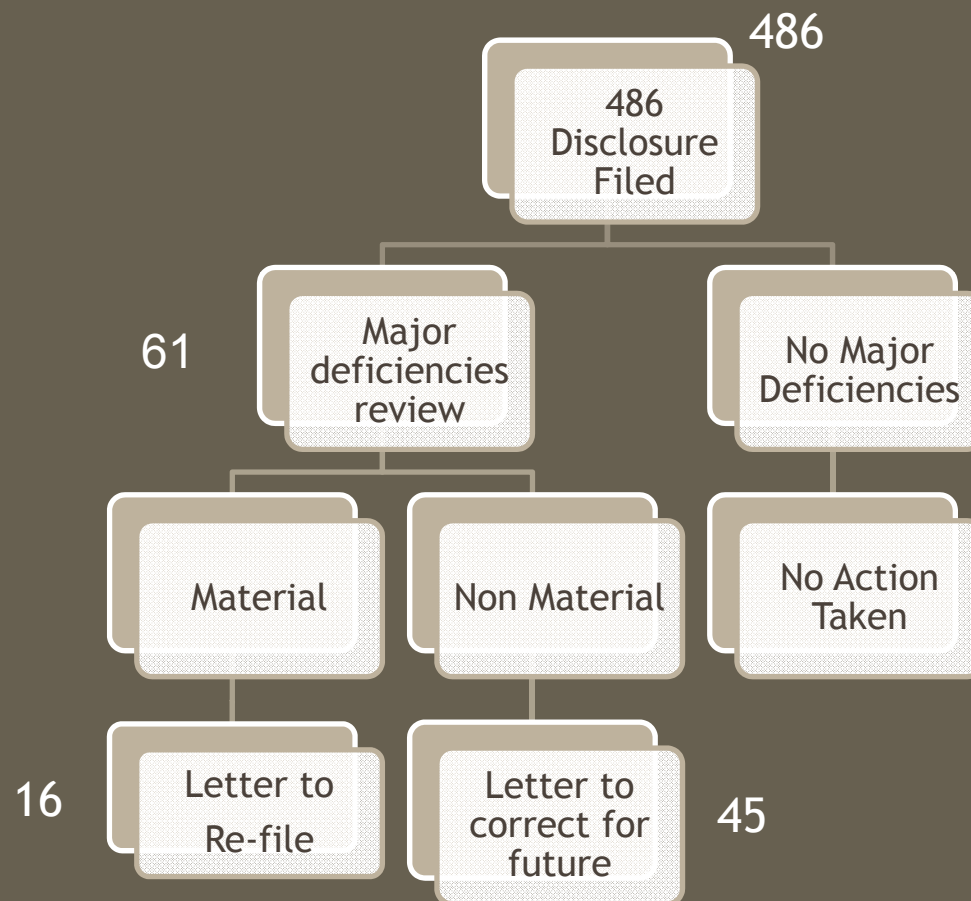 486
486
Disclosure
Filed
61
Major
deficiencies
review
No Major
Deficiencies
Material
Non Material
No Action
Taken
16
Letter to
Re-file
Letter to
correct for
future
45